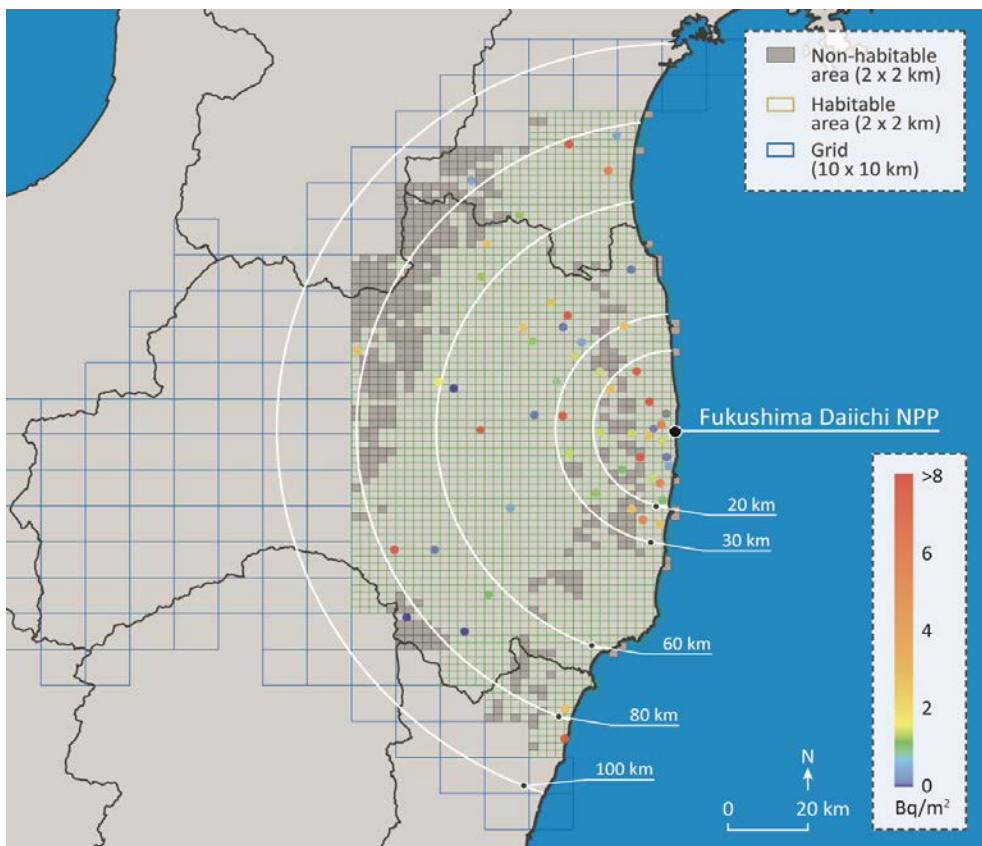 Non-habitable
area (2 x 2 km)
Habitable
area (2 x 2 km)
Grid
(10 x 10 km)
Fukushima Daiichi NPP
>8
6
4
2
0
Bq/m²
20 km
30 km
60 km
80 km
100 km
N
0 20 km